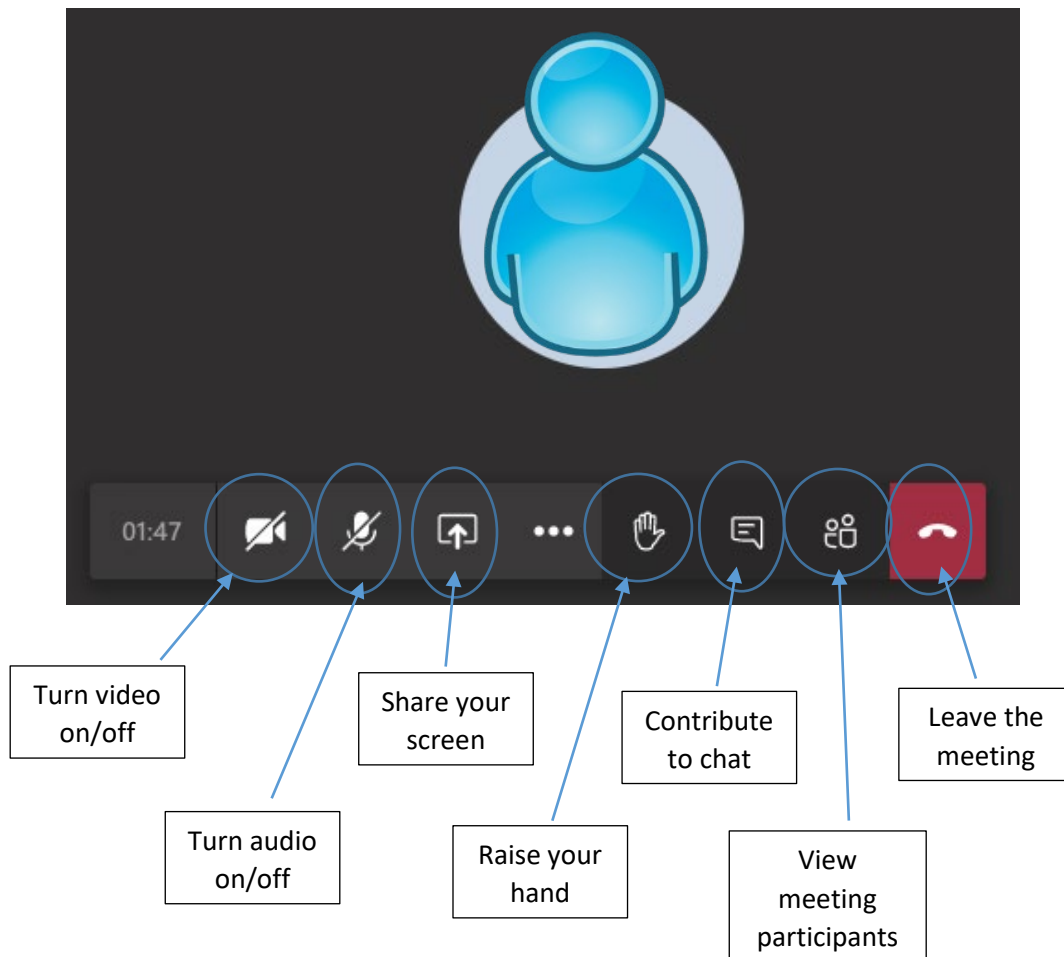 01:47
Turn video
on/off
Share your
screen
Contribute
to chat
Leave the
meeting
Turn audio
on/off
Raise your
hand
View
meeting
participants